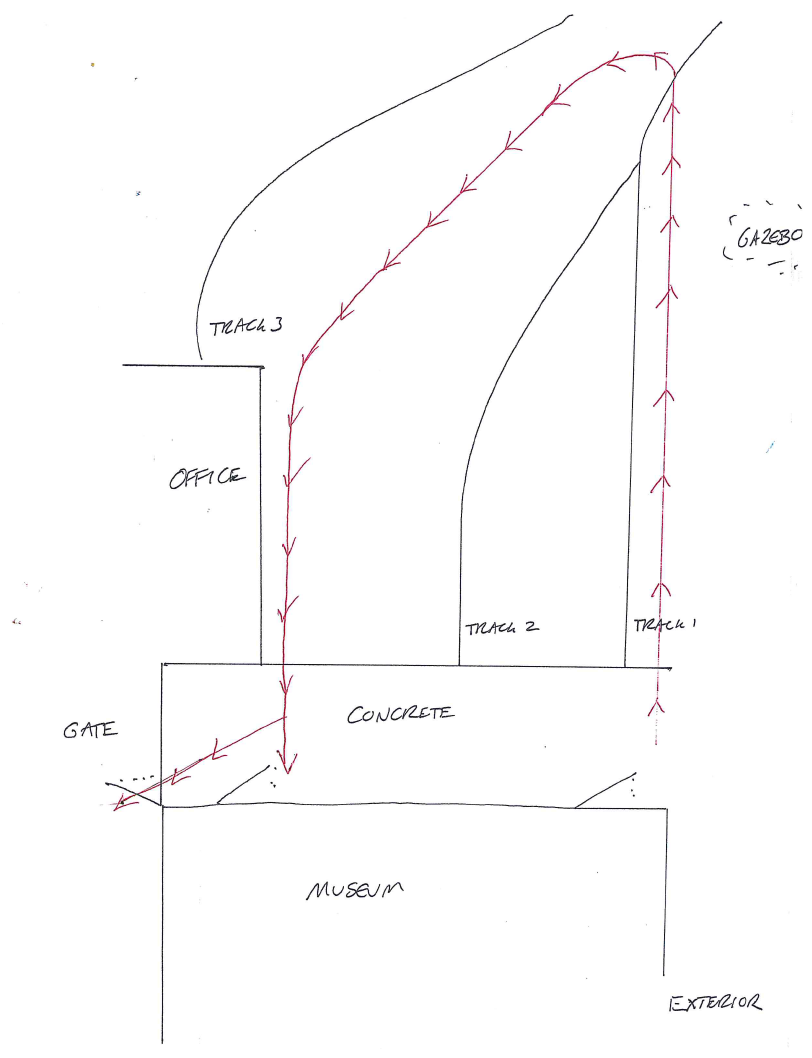 GAZEBO
TRACK 3
OFFICE
TRACK 2
TRACK 1
CONCRETE
GATE
MUSEUM
EXTERIOR